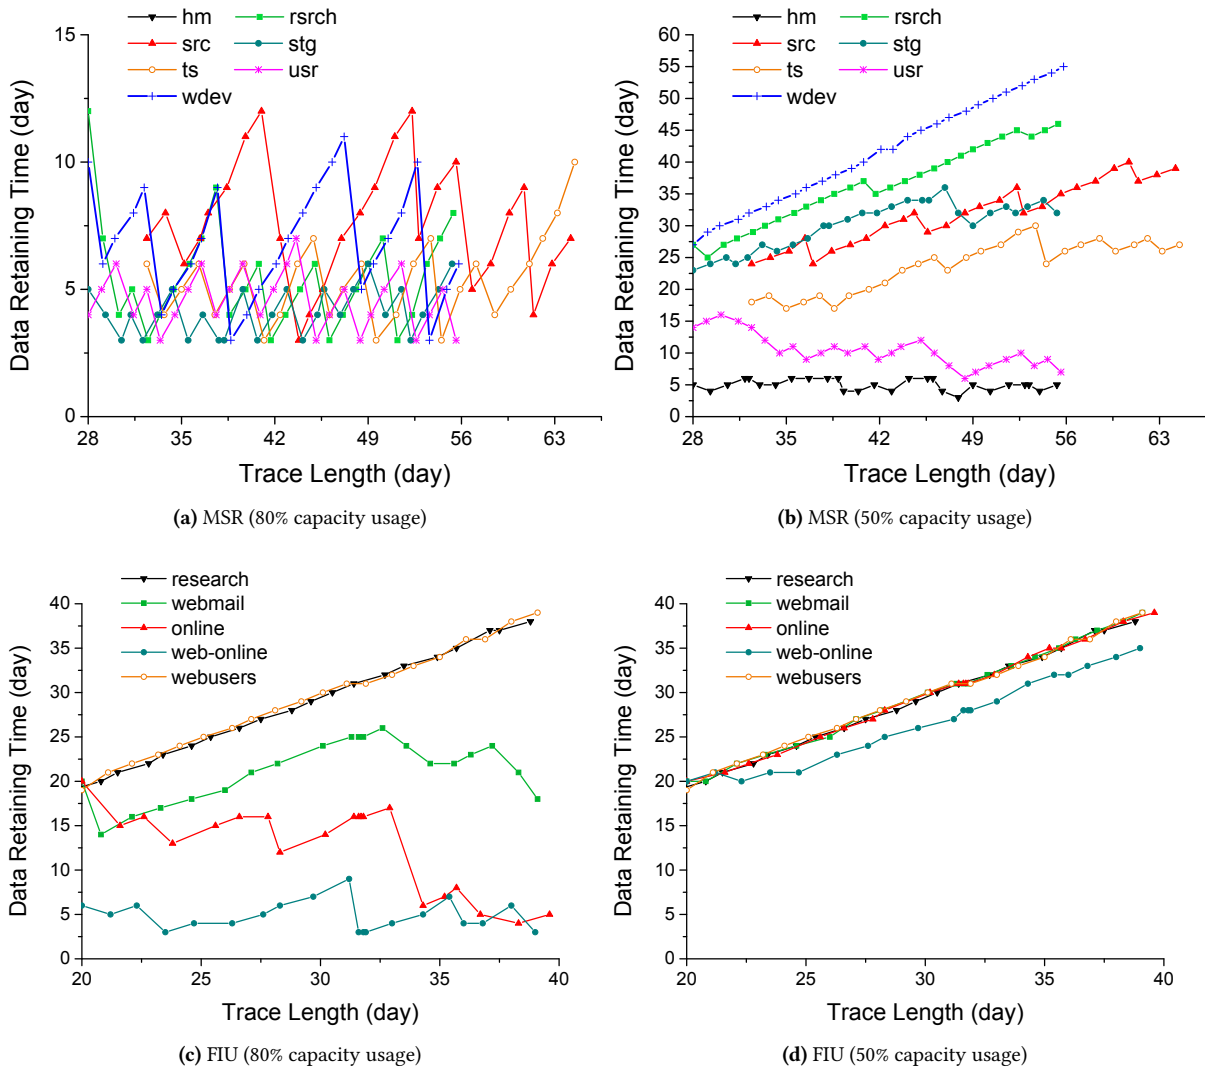 hm
rsrch
src
stg
ts
usr
wdev
Data Retaining Time (day)
15
10
5
0
28 35 42 49 56 63
Trace Length (day)
(a) MSR (80% capacity usage)
hm
rsrch
src
stg
ts
usr
wdev
Data Retaining Time (day)
60
55
50
45
40
35
30
25
20
15
10
5
0
28 35 42 49 56 63
Trace Length (day)
(b) MSR (50% capacity usage)
research
webmail
online
web-online
webusers
Data Retaining Time (day)
40
35
30
25
20
15
10
5
0
20 25 30 35 40
Trace Length (day)
(c) FIU (80% capacity usage)
research
webmail
online
web-online
webusers
Data Retaining Time (day)
40
35
30
25
20
15
10
5
0
20 25 30 35 40
Trace Length (day)
(d) FIU (50% capacity usage)